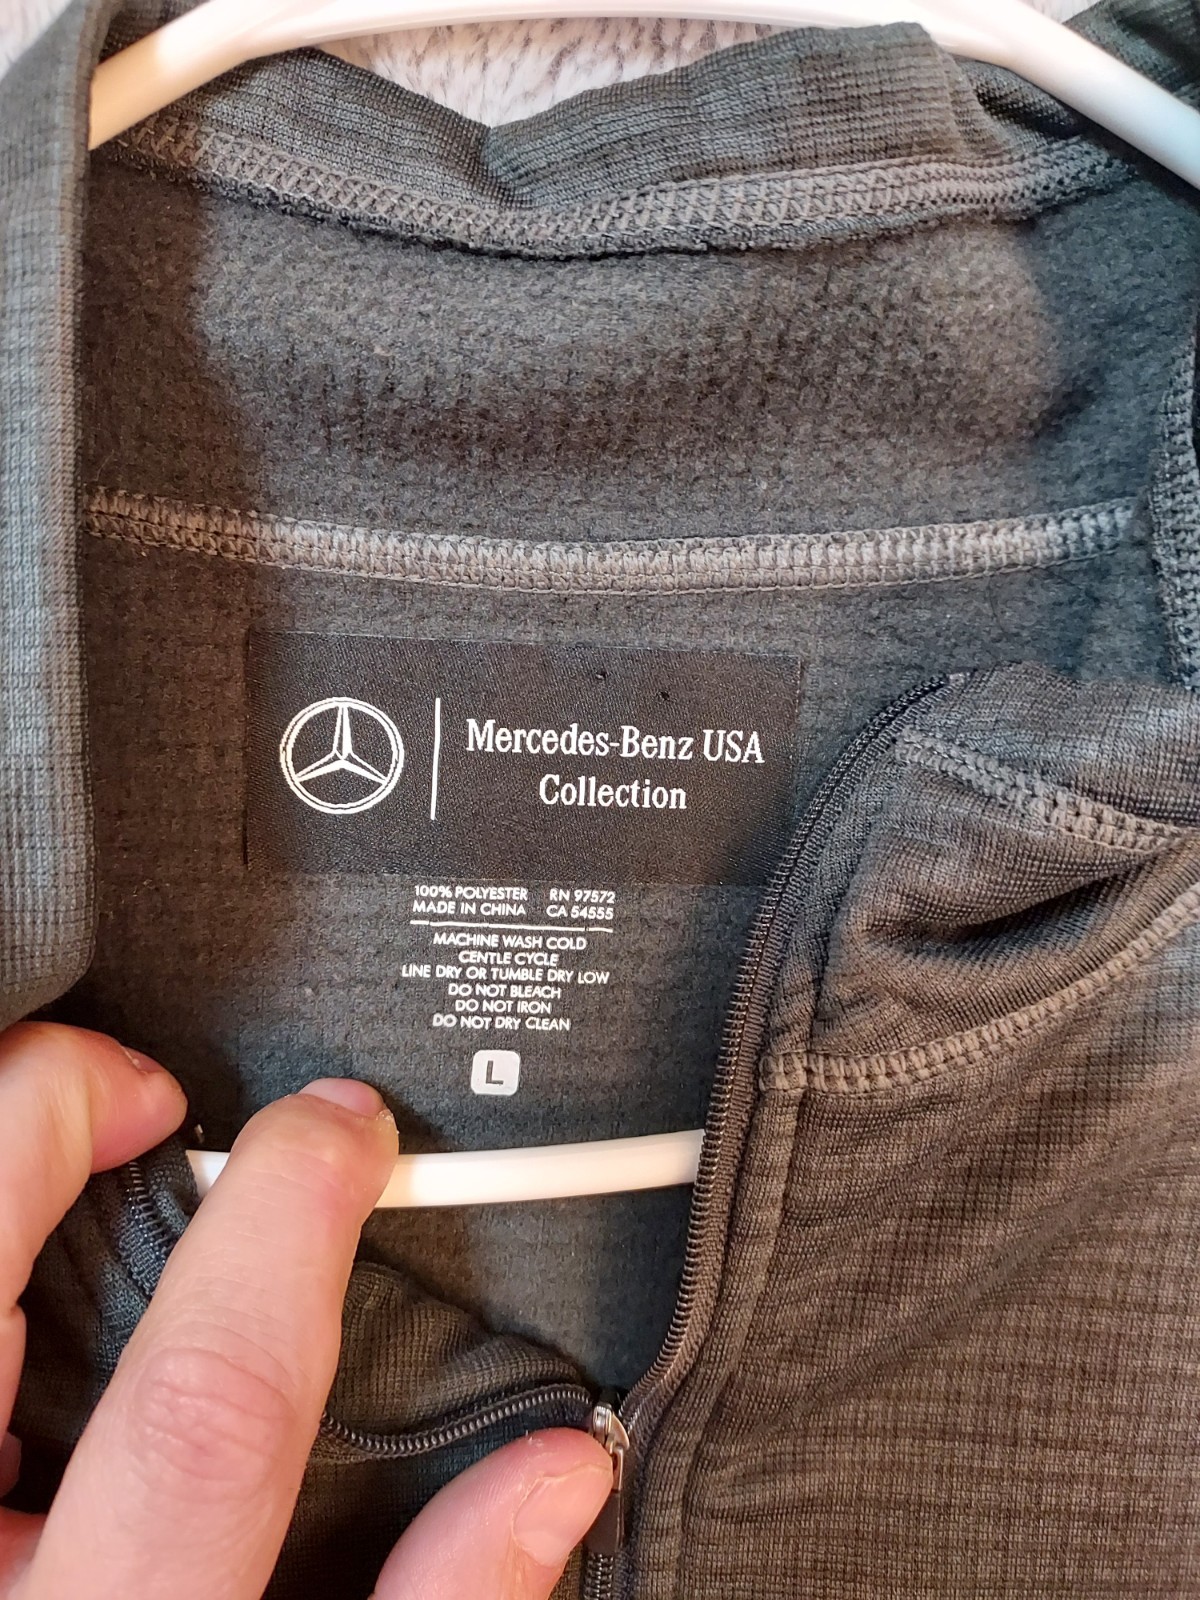 Mercedes-Benz USA
Collection
100% POLYESTER RN 97572
MADE IN CHINA CA 54555
MACHINE WASH COLD
GENTLE CYCLE
LINE DRY OR TUMBLE DRY LOW
DO NOT BLEACH
DO NOT IRON
DO NOT DRY CLEAN
L